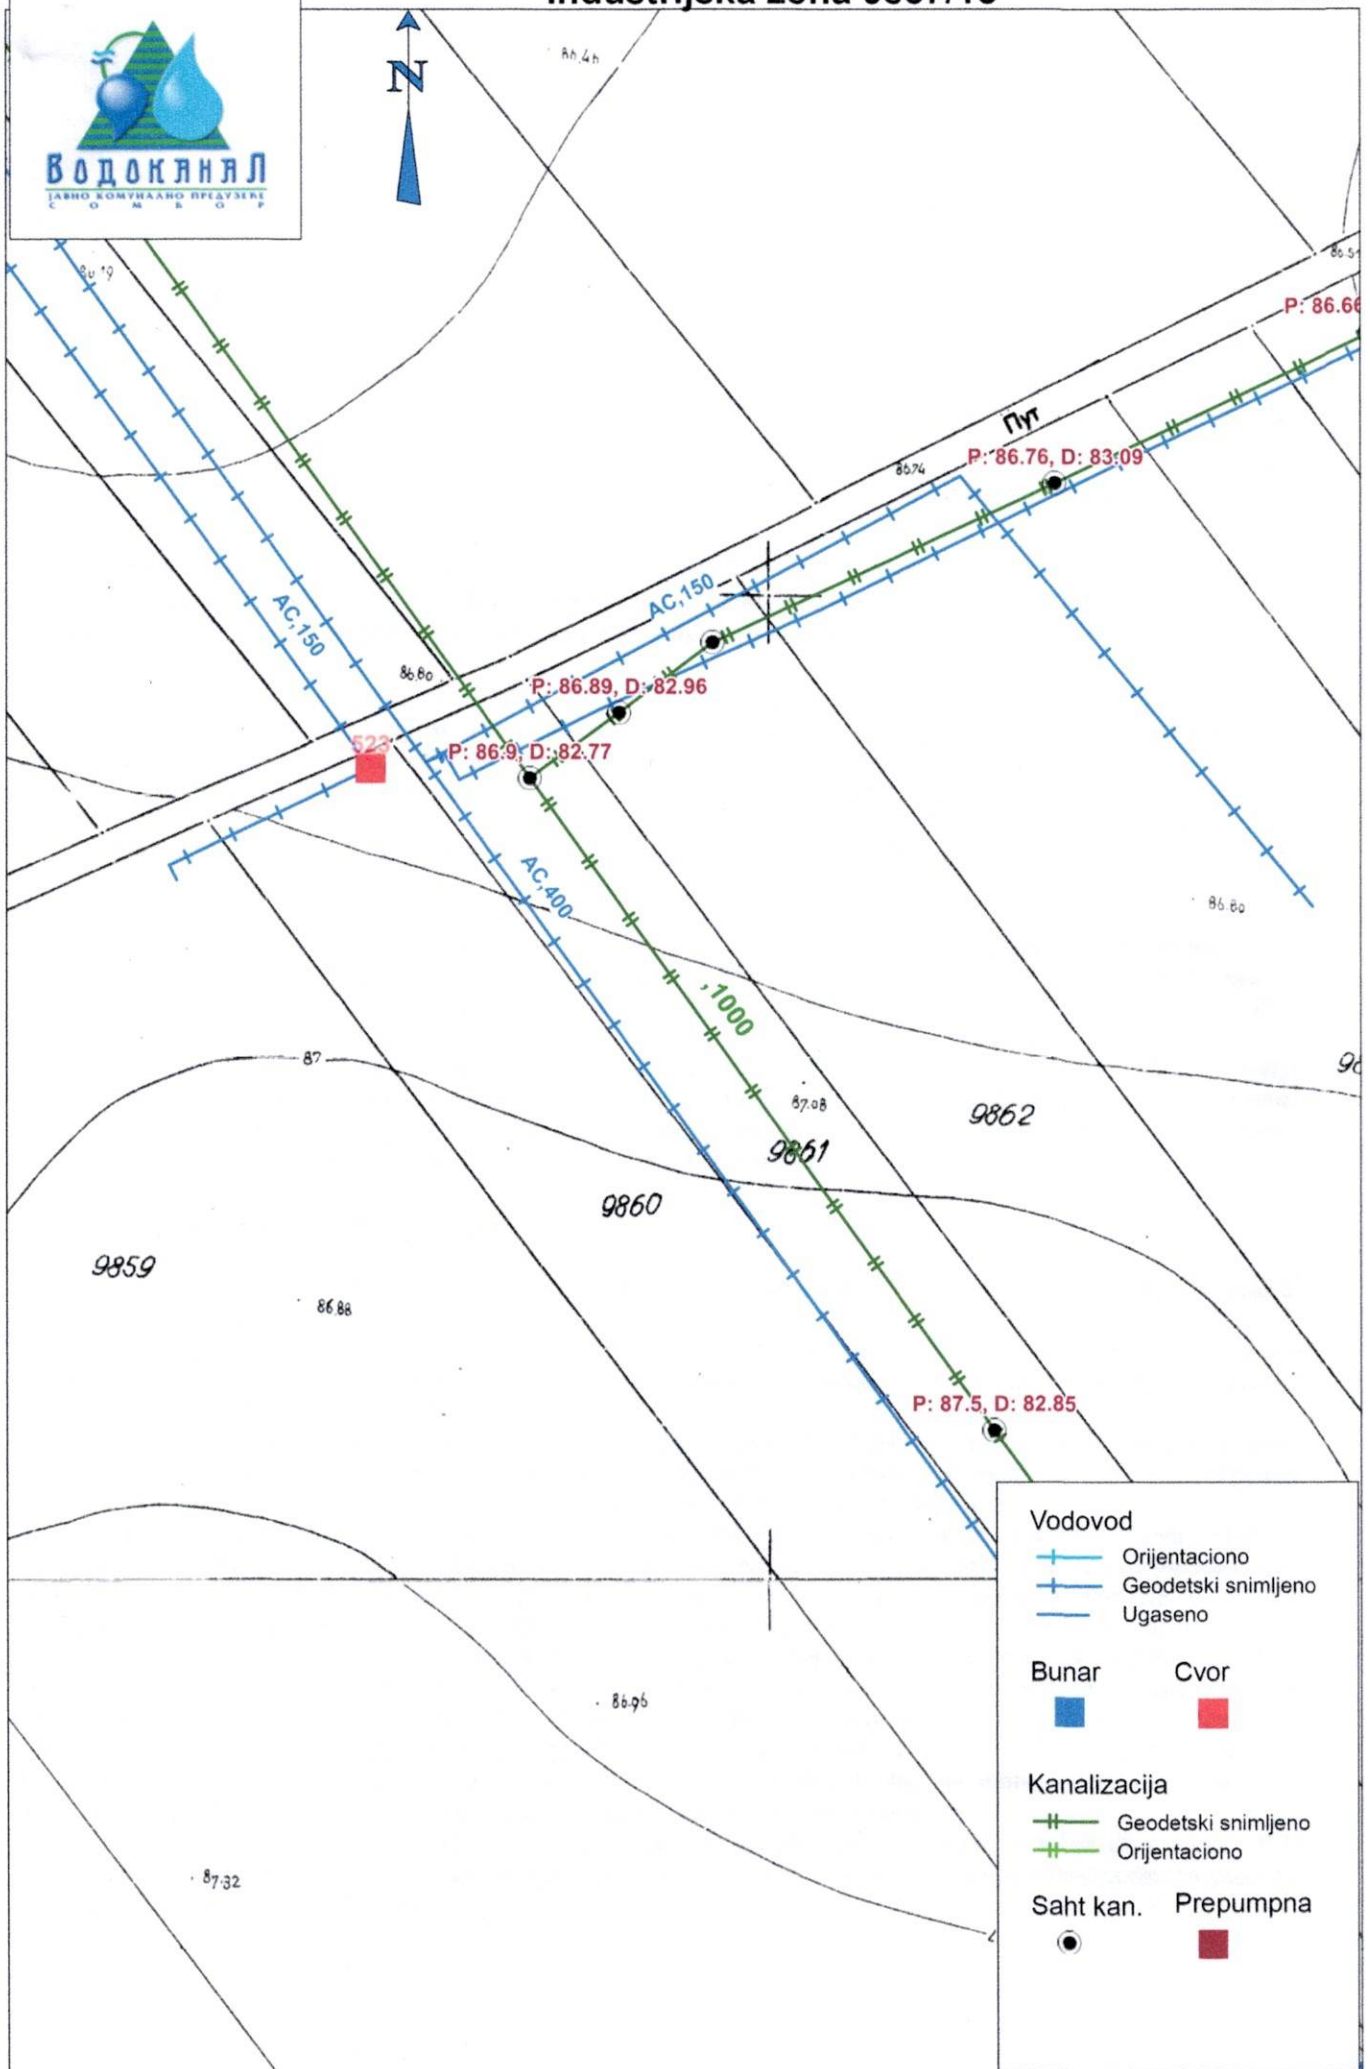 ВОДОКАНАЛ
ЈАВНО КОМУНАЛНО ПРЕДУЗЕЋЕ
СОМБОР
N
86.19
P: 86.66
Пут
86.74
P: 86.76, D: 83.09
AC,150
AC,150
86.80
P: 86.89, D: 82.96
523
P: 86.9, D: 82.77
AC,400
86.80
,1000
87
87.08
9862
9861
9860
9859
86.88
P: 87.5, D: 82.85
86.96
87.32
Vodovod
Orijentaciono
Geodetski snimljeno
Ugaseno
Bunar Cvor
Kanalizacija
Geodetski snimljeno
Orijentaciono
Saht kan. Prepumpna